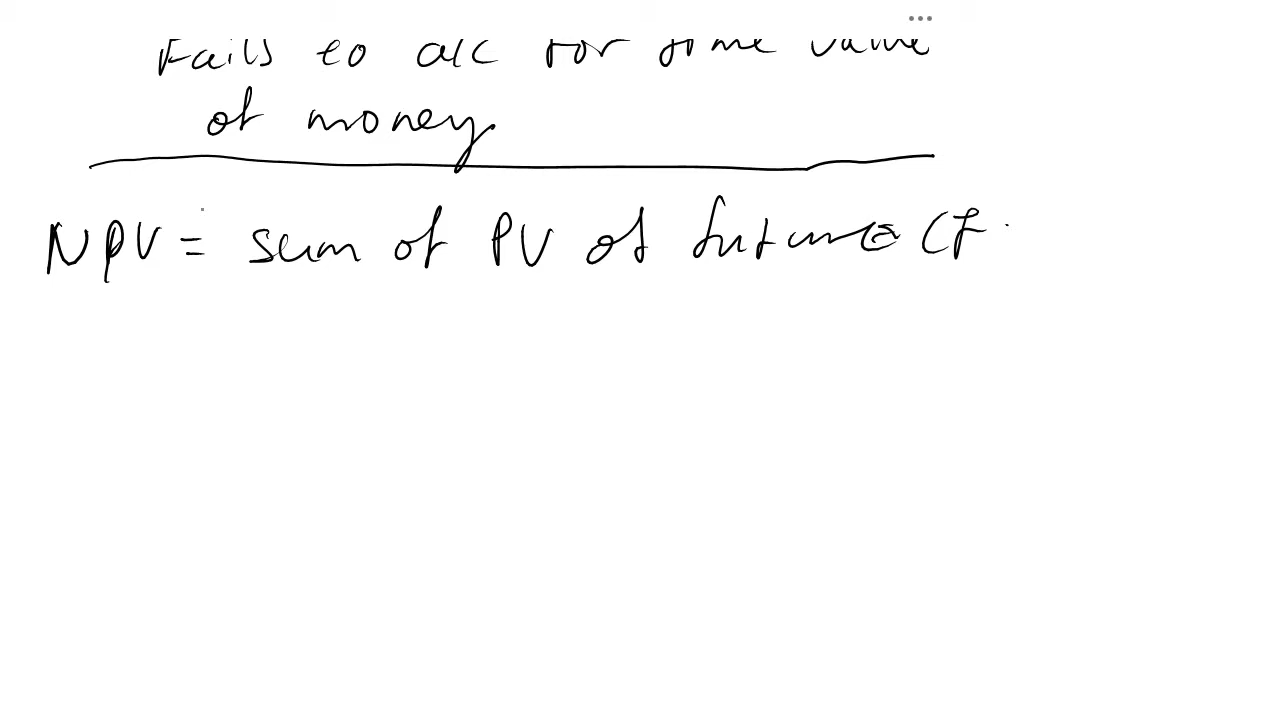 Fails to a/c for time value
of money.
NPV = sum of PV of future CF.